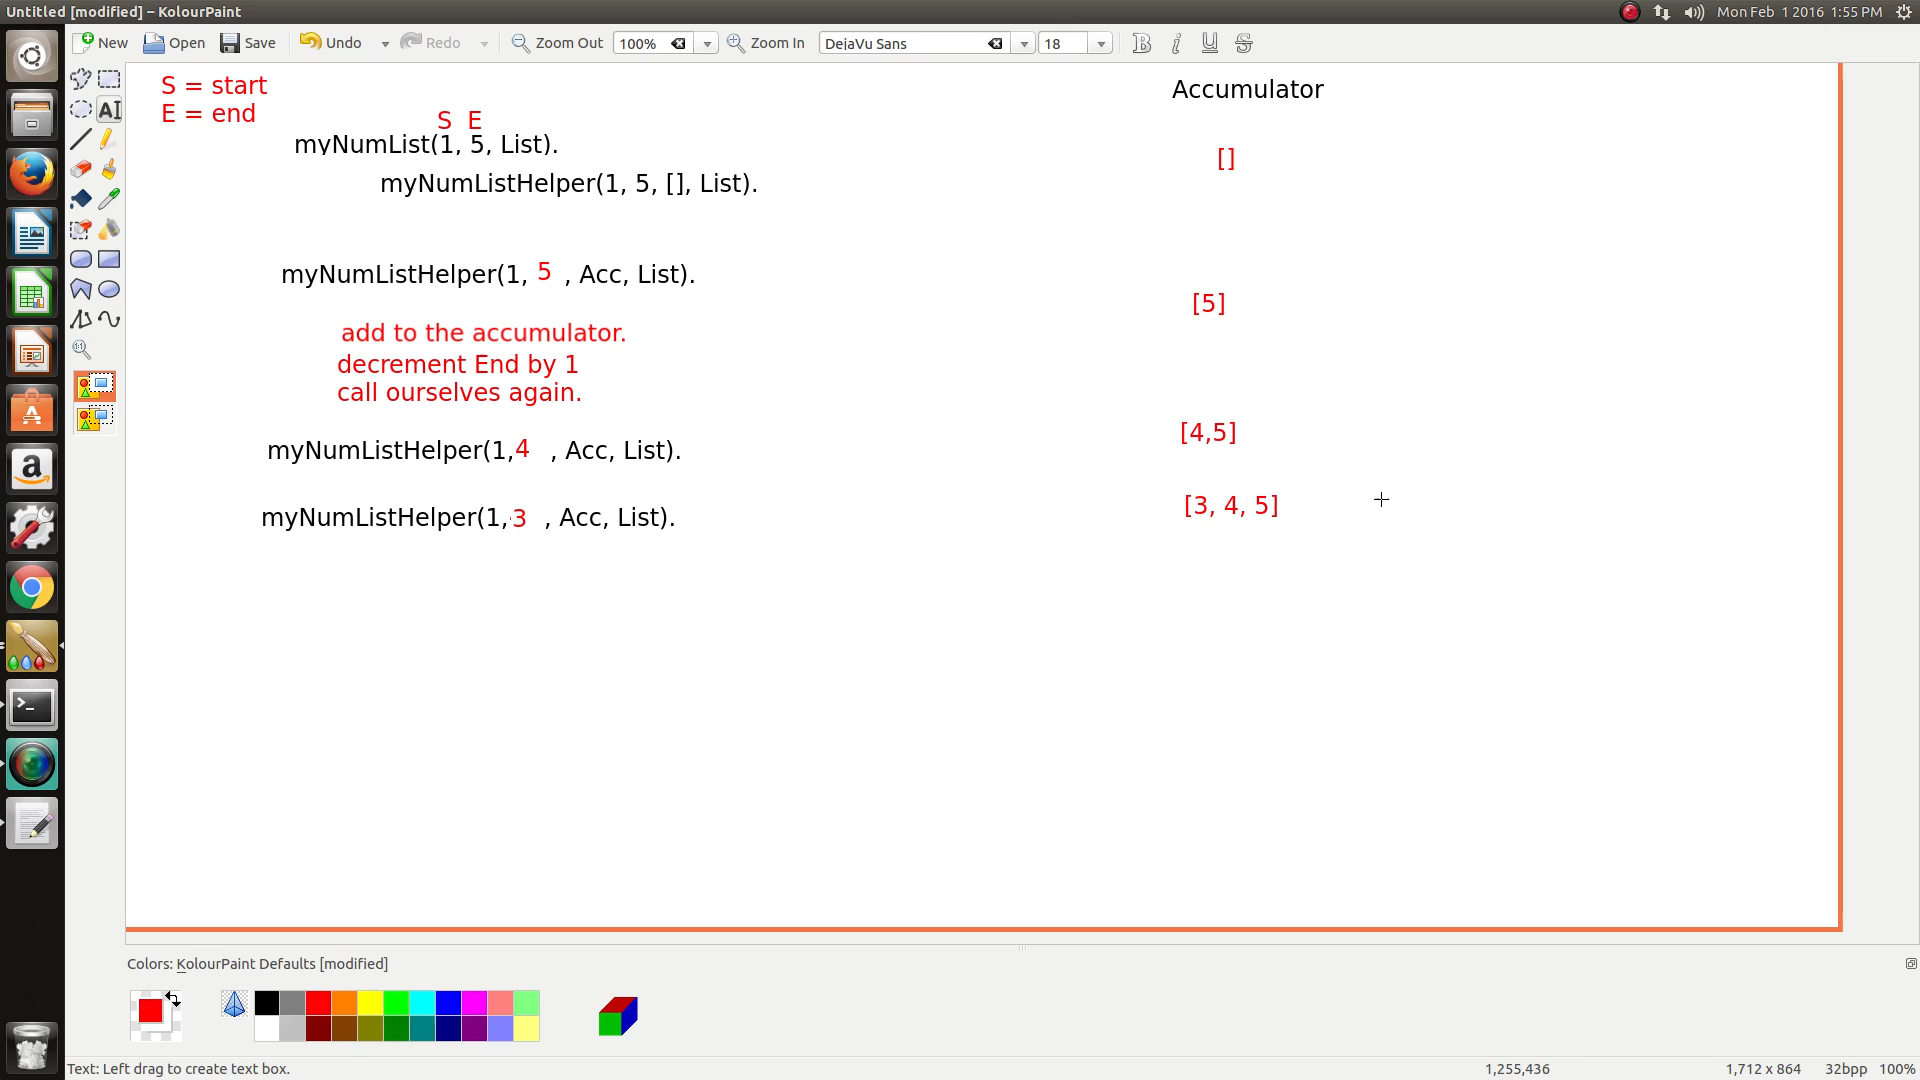 Untitled [modified] – KolourPaint
Mon Feb 1 2016 1:55 PM
New Open Save Undo Redo Zoom Out 100% Zoom In DejaVu Sans 18 B i U S
S = start
E = end
Accumulator
S E
myNumList(1, 5, List).
[]
myNumListHelper(1, 5, [], List).
myNumListHelper(1, 5 , Acc, List).
[5]
add to the accumulator.
decrement End by 1
call ourselves again.
[4,5]
myNumListHelper(1,4 , Acc, List).
[3, 4, 5]
myNumListHelper(1,3 , Acc, List).
Colors: KolourPaint Defaults [modified]
Text: Left drag to create text box.
1,255,436
1,712 x 864
32bpp
100%